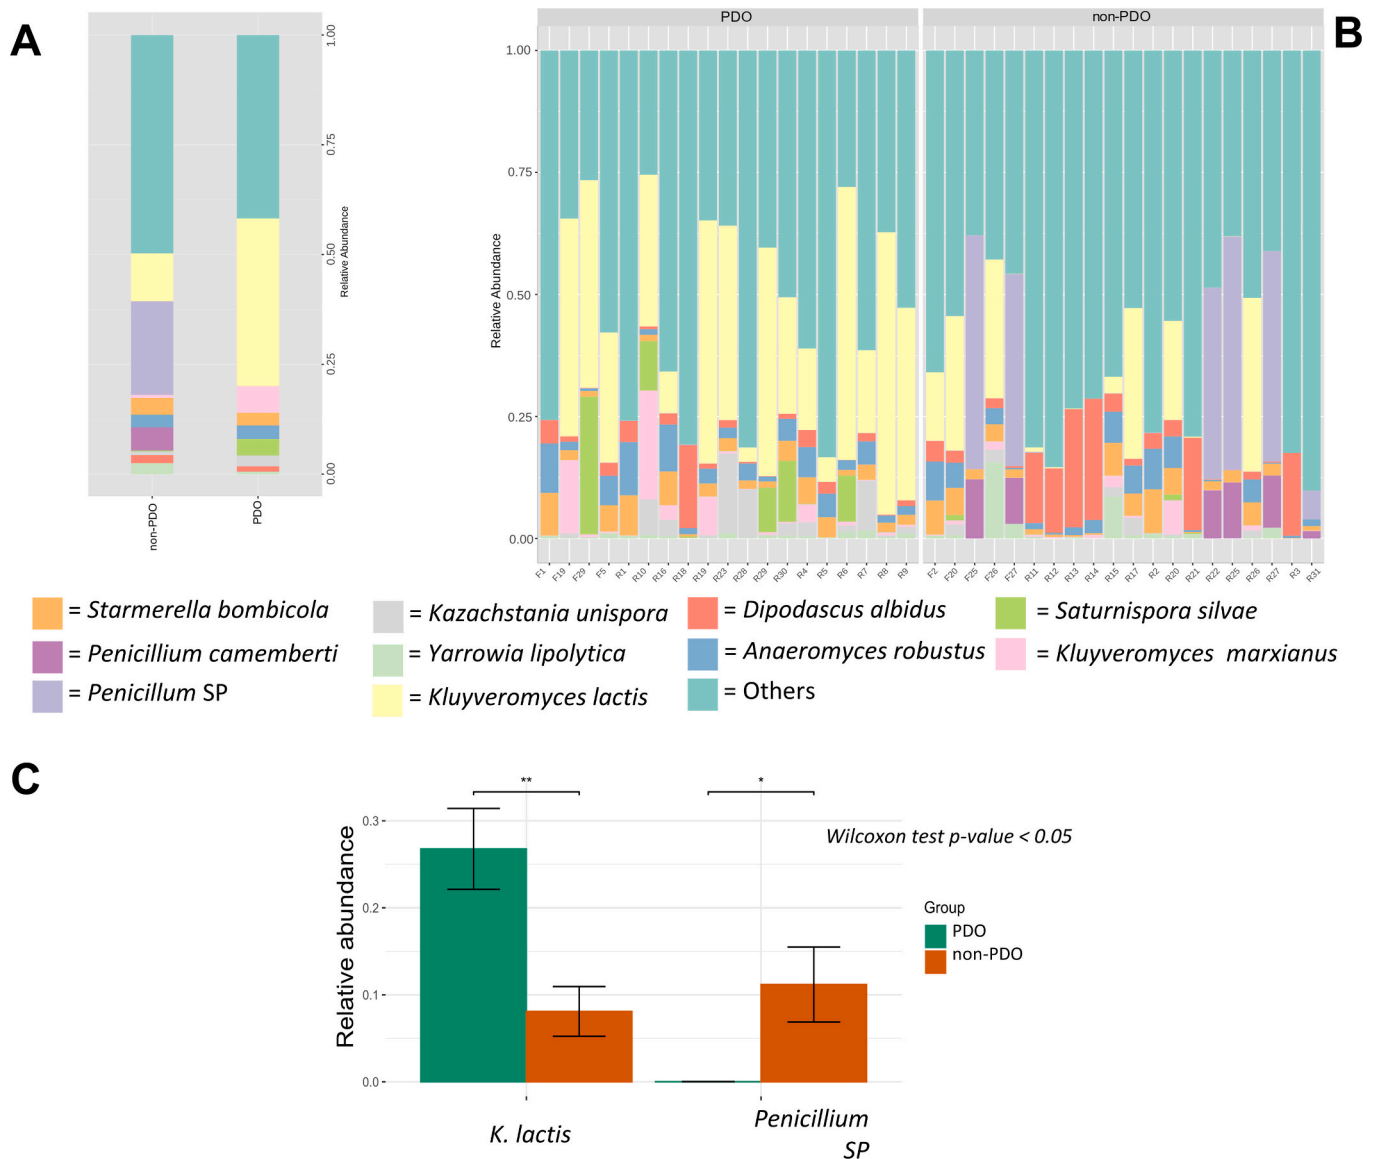 A
1.00
0.75
0.50
0.25
0.00
Relative Abundance
non-PDO
PDO
B
PDO
non-PDO
1.00
0.75
0.50
0.25
0.00
Relative Abundance
F1 F19 F29 F5 R1 R10 R16 R18 R19 R23 R28 R29 R30 R4 R5 R6 R7 R8 R9 F2 F20 F25 F26 F27 R11 R12 R13 R14 R15 R17 R2 R20 R21 R22 R25 R26 R27 R3 R31
= Starmerella bombicola
= Kazachstania unispora
= Dipodascus albidus
= Saturnispora silvae
= Penicillium camemberti
= Yarrowia lipolytica
= Anaeromyces robustus
= Kluyveromyces marxianus
= Penicillum SP
= Kluyveromyces lactis
= Others
C
**
*
Wilcoxon test p-value < 0.05
0.3
0.2
0.1
0.0
Relative abundance
Group
PDO
non-PDO
K. lactis
Penicillium
SP